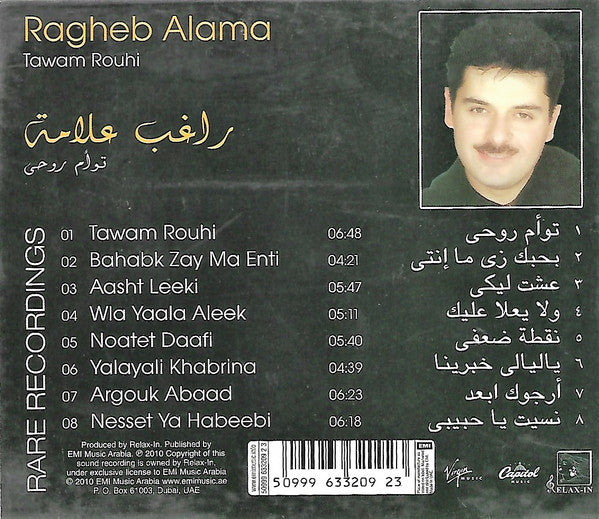 Ragheb Alama
Tawam Rouhi
راغب علامة
توأم روحى
RARE RECORDINGS
01 Tawam Rouhi 06:48 توأم روحى ١
02 Bahabk Zay Ma Enti 04:21 بحبك زى ما إنتى ٢
03 Aasht Leeki 05:47 عشت ليكى ٣
04 Wla Yaala Aleek 05:11 ولا يعلا عليك ٤
05 Noatet Daafi 05:40 نقطة ضعفى ٥
06 Yalayali Khabrina 04:39 ياليالى خبرينا ٦
07 Argouk Abaad 06:23 أرجوك ابعد ٧
08 Nesset Ya Habeebi 06:18 نسيت يا حبيبى ٨
Produced by Relax-In. Published by
EMI Music Arabia. ℗ 2010 Copyright of this
sound recording is owned by Relax-In.
under exclusive license to EMI Music Arabia
© 2010 EMI Music Arabia www.emimusic.ae
P. O. Box 61003, Dubai, UAE
50999 633209 2 3
5 0999 633209 23
EMI
Virgin
MUSIC
Capitol
MUSIC
RELAX-IN